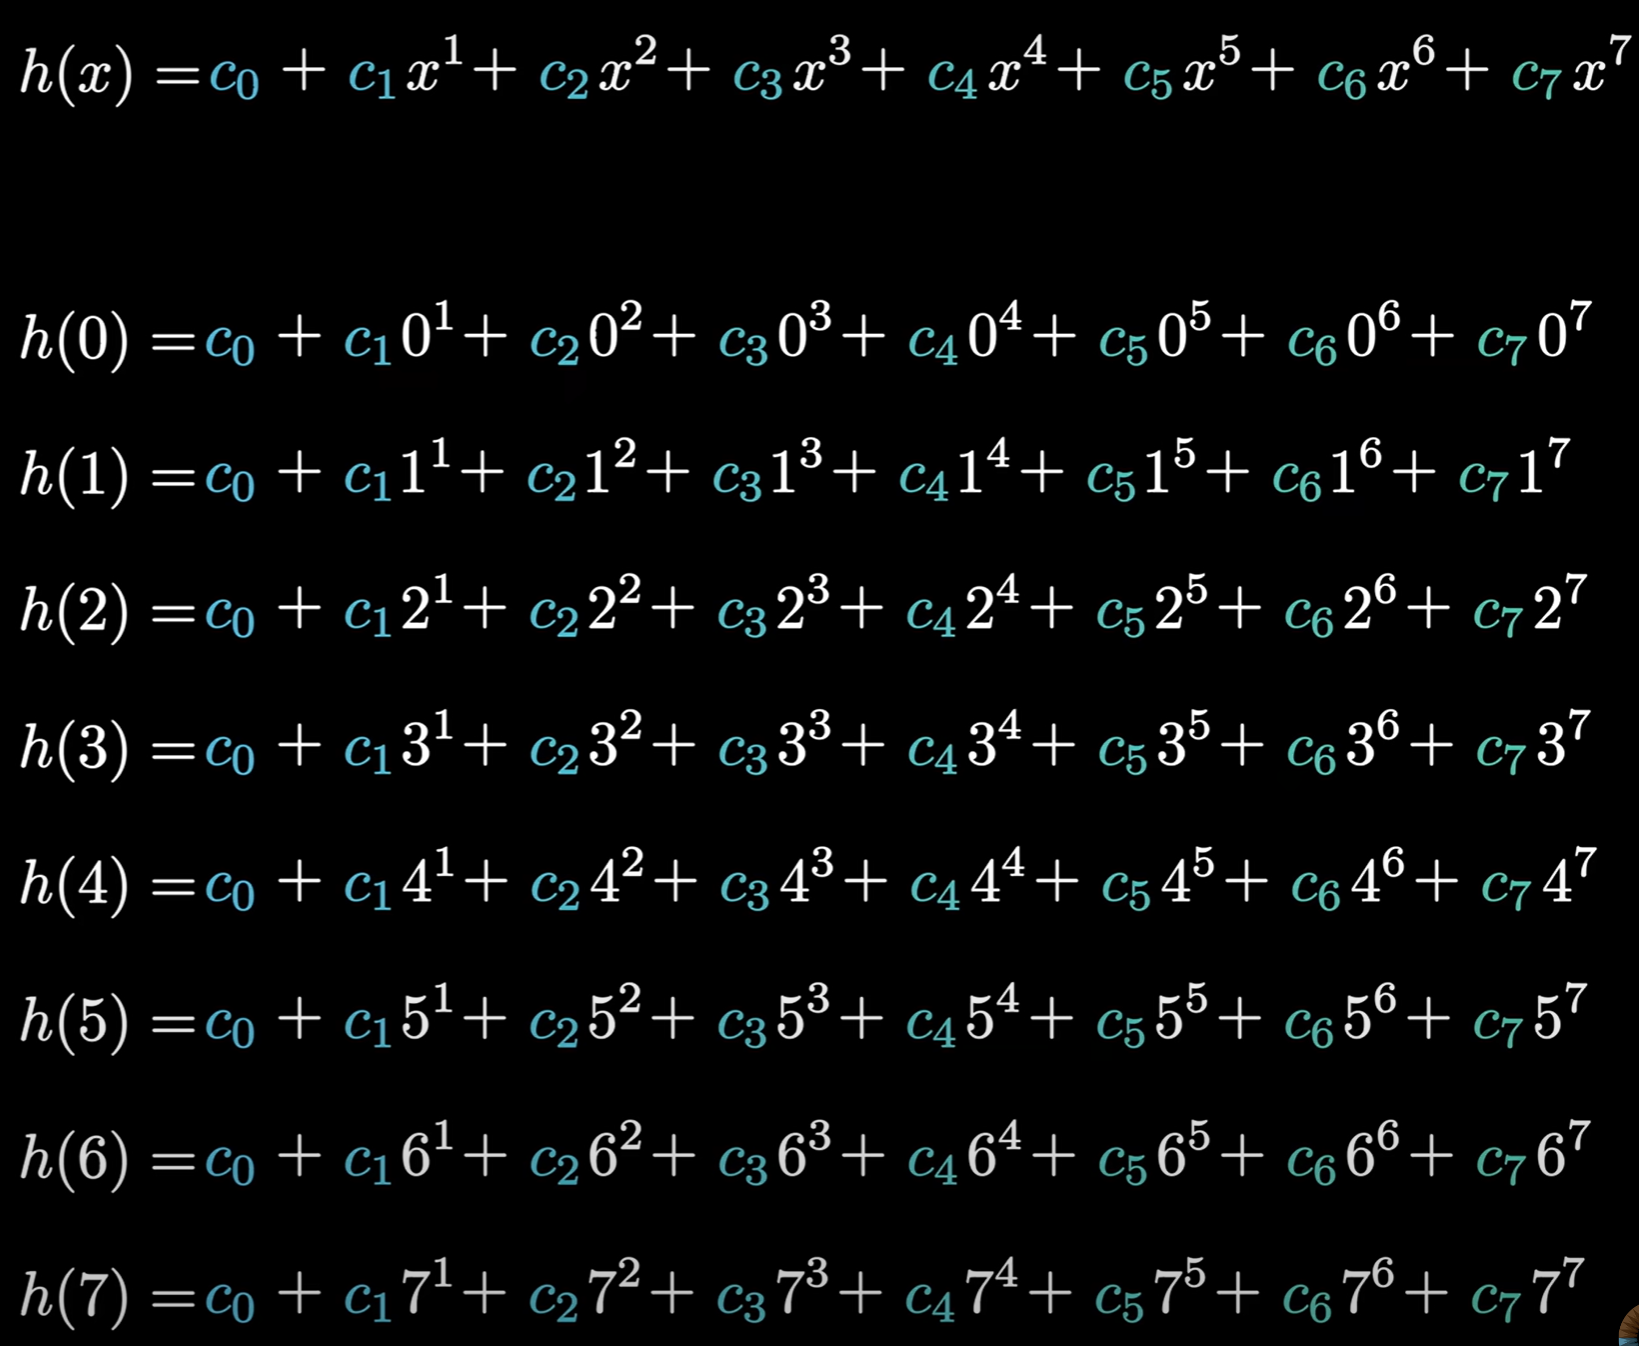 h(x) = c₀ + c₁x¹ + c₂x² + c₃x³ + c₄x⁴ + c₅x⁵ + c₆x⁶ + c₇x⁷
h(0) = c₀ + c₁0¹ + c₂0² + c₃0³ + c₄0⁴ + c₅0⁵ + c₆0⁶ + c₇0⁷
h(1) = c₀ + c₁1¹ + c₂1² + c₃1³ + c₄1⁴ + c₅1⁵ + c₆1⁶ + c₇1⁷
h(2) = c₀ + c₁2¹ + c₂2² + c₃2³ + c₄2⁴ + c₅2⁵ + c₆2⁶ + c₇2⁷
h(3) = c₀ + c₁3¹ + c₂3² + c₃3³ + c₄3⁴ + c₅3⁵ + c₆3⁶ + c₇3⁷
h(4) = c₀ + c₁4¹ + c₂4² + c₃4³ + c₄4⁴ + c₅4⁵ + c₆4⁶ + c₇4⁷
h(5) = c₀ + c₁5¹ + c₂5² + c₃5³ + c₄5⁴ + c₅5⁵ + c₆5⁶ + c₇5⁷
h(6) = c₀ + c₁6¹ + c₂6² + c₃6³ + c₄6⁴ + c₅6⁵ + c₆6⁶ + c₇6⁷
h(7) = c₀ + c₁7¹ + c₂7² + c₃7³ + c₄7⁴ + c₅7⁵ + c₆7⁶ + c₇7⁷